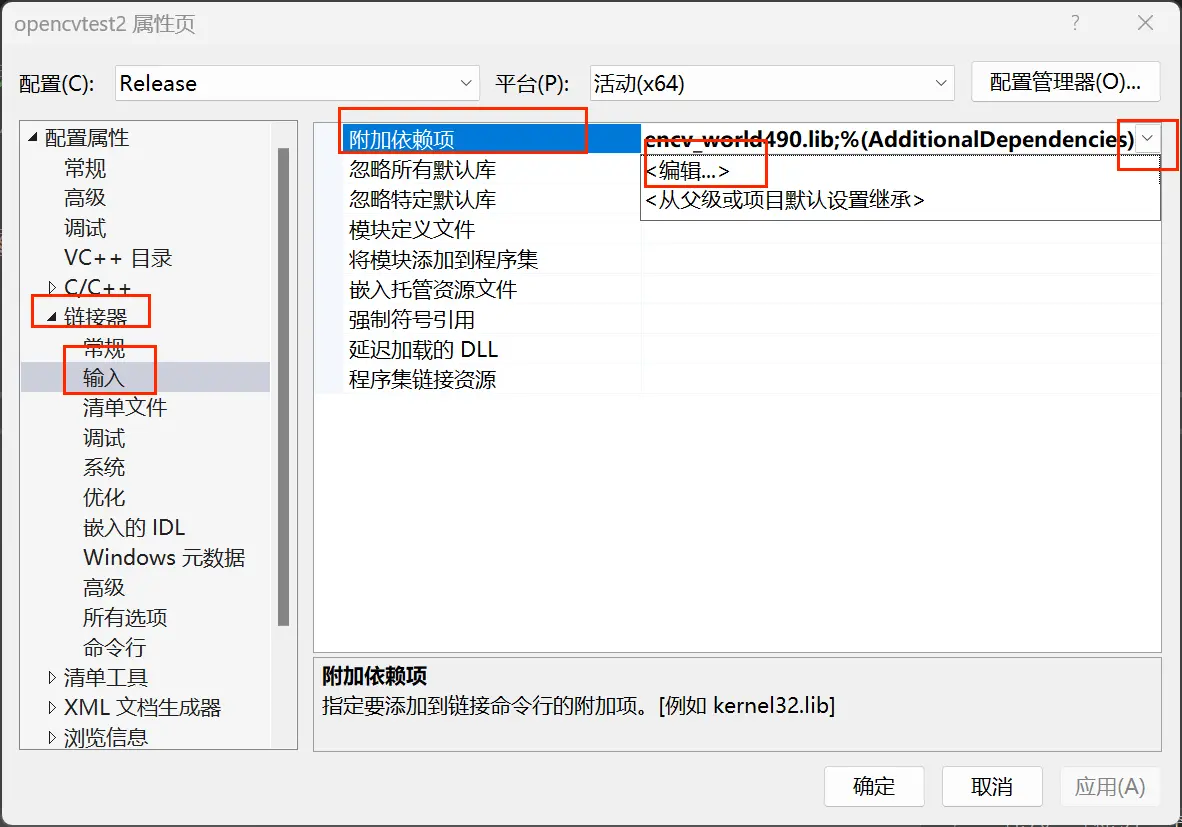 opencvtest2 属性页
配置(C): Release 平台(P): 活动(x64) 配置管理器(O)...
配置属性
常规
高级
调试
VC++ 目录
C/C++
链接器
常规
输入
清单文件
调试
系统
优化
嵌入的 IDL
Windows 元数据
高级
所有选项
命令行
清单工具
XML 文档生成器
浏览信息
附加依赖项 encv_world490.lib;%(AdditionalDependencies)
忽略所有默认库
忽略特定默认库
模块定义文件
将模块添加到程序集
嵌入托管资源文件
强制符号引用
延迟加载的 DLL
程序集链接资源
<编辑...>
<从父级或项目默认设置继承>
附加依赖项
指定要添加到链接命令行的附加项。[例如 kernel32.lib]
确定 取消 应用(A)